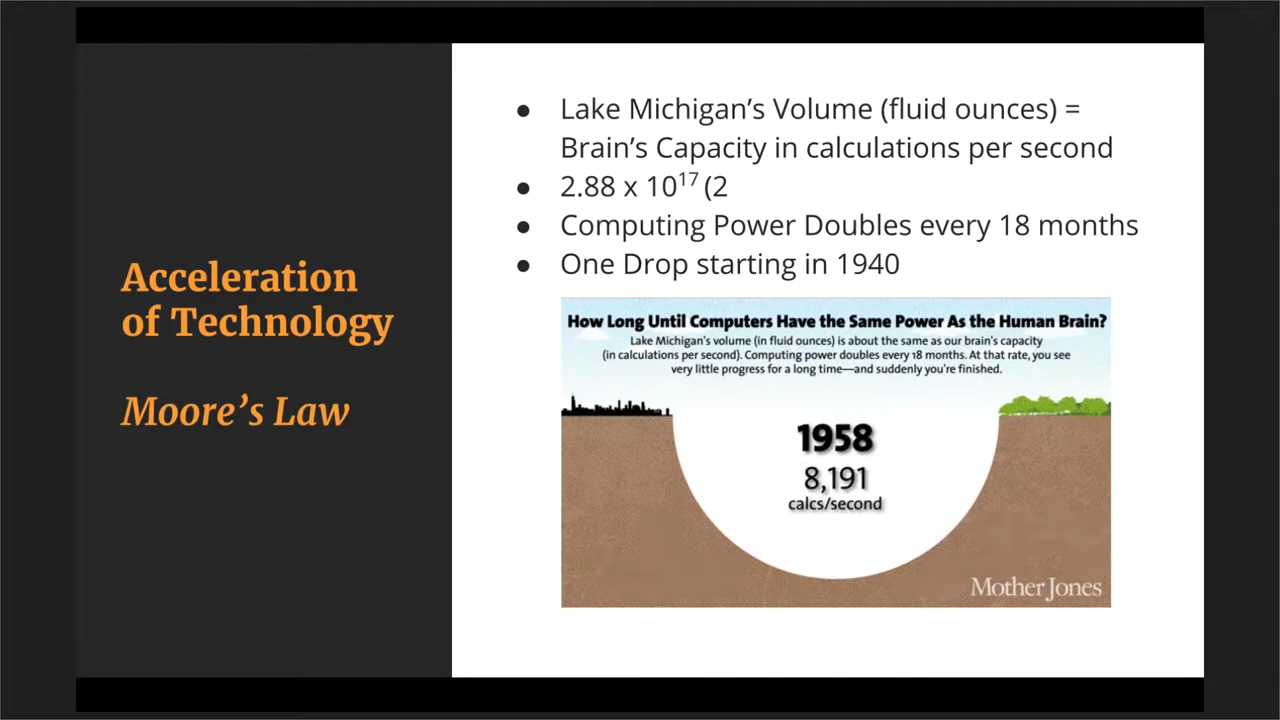 Acceleration
of Technology
Moore's Law
● Lake Michigan's Volume (fluid ounces) =
Brain's Capacity in calculations per second
● 2.88 x 10¹⁷ (2
● Computing Power Doubles every 18 months
● One Drop starting in 1940
How Long Until Computers Have the Same Power As the Human Brain?
Lake Michigan's volume (in fluid ounces) is about the same as our brain's capacity
(in calculations per second). Computing power doubles every 18 months. At that rate, you see
very little progress for a long time—and suddenly you're finished.
1958
8,191
calcs/second
Mother Jones